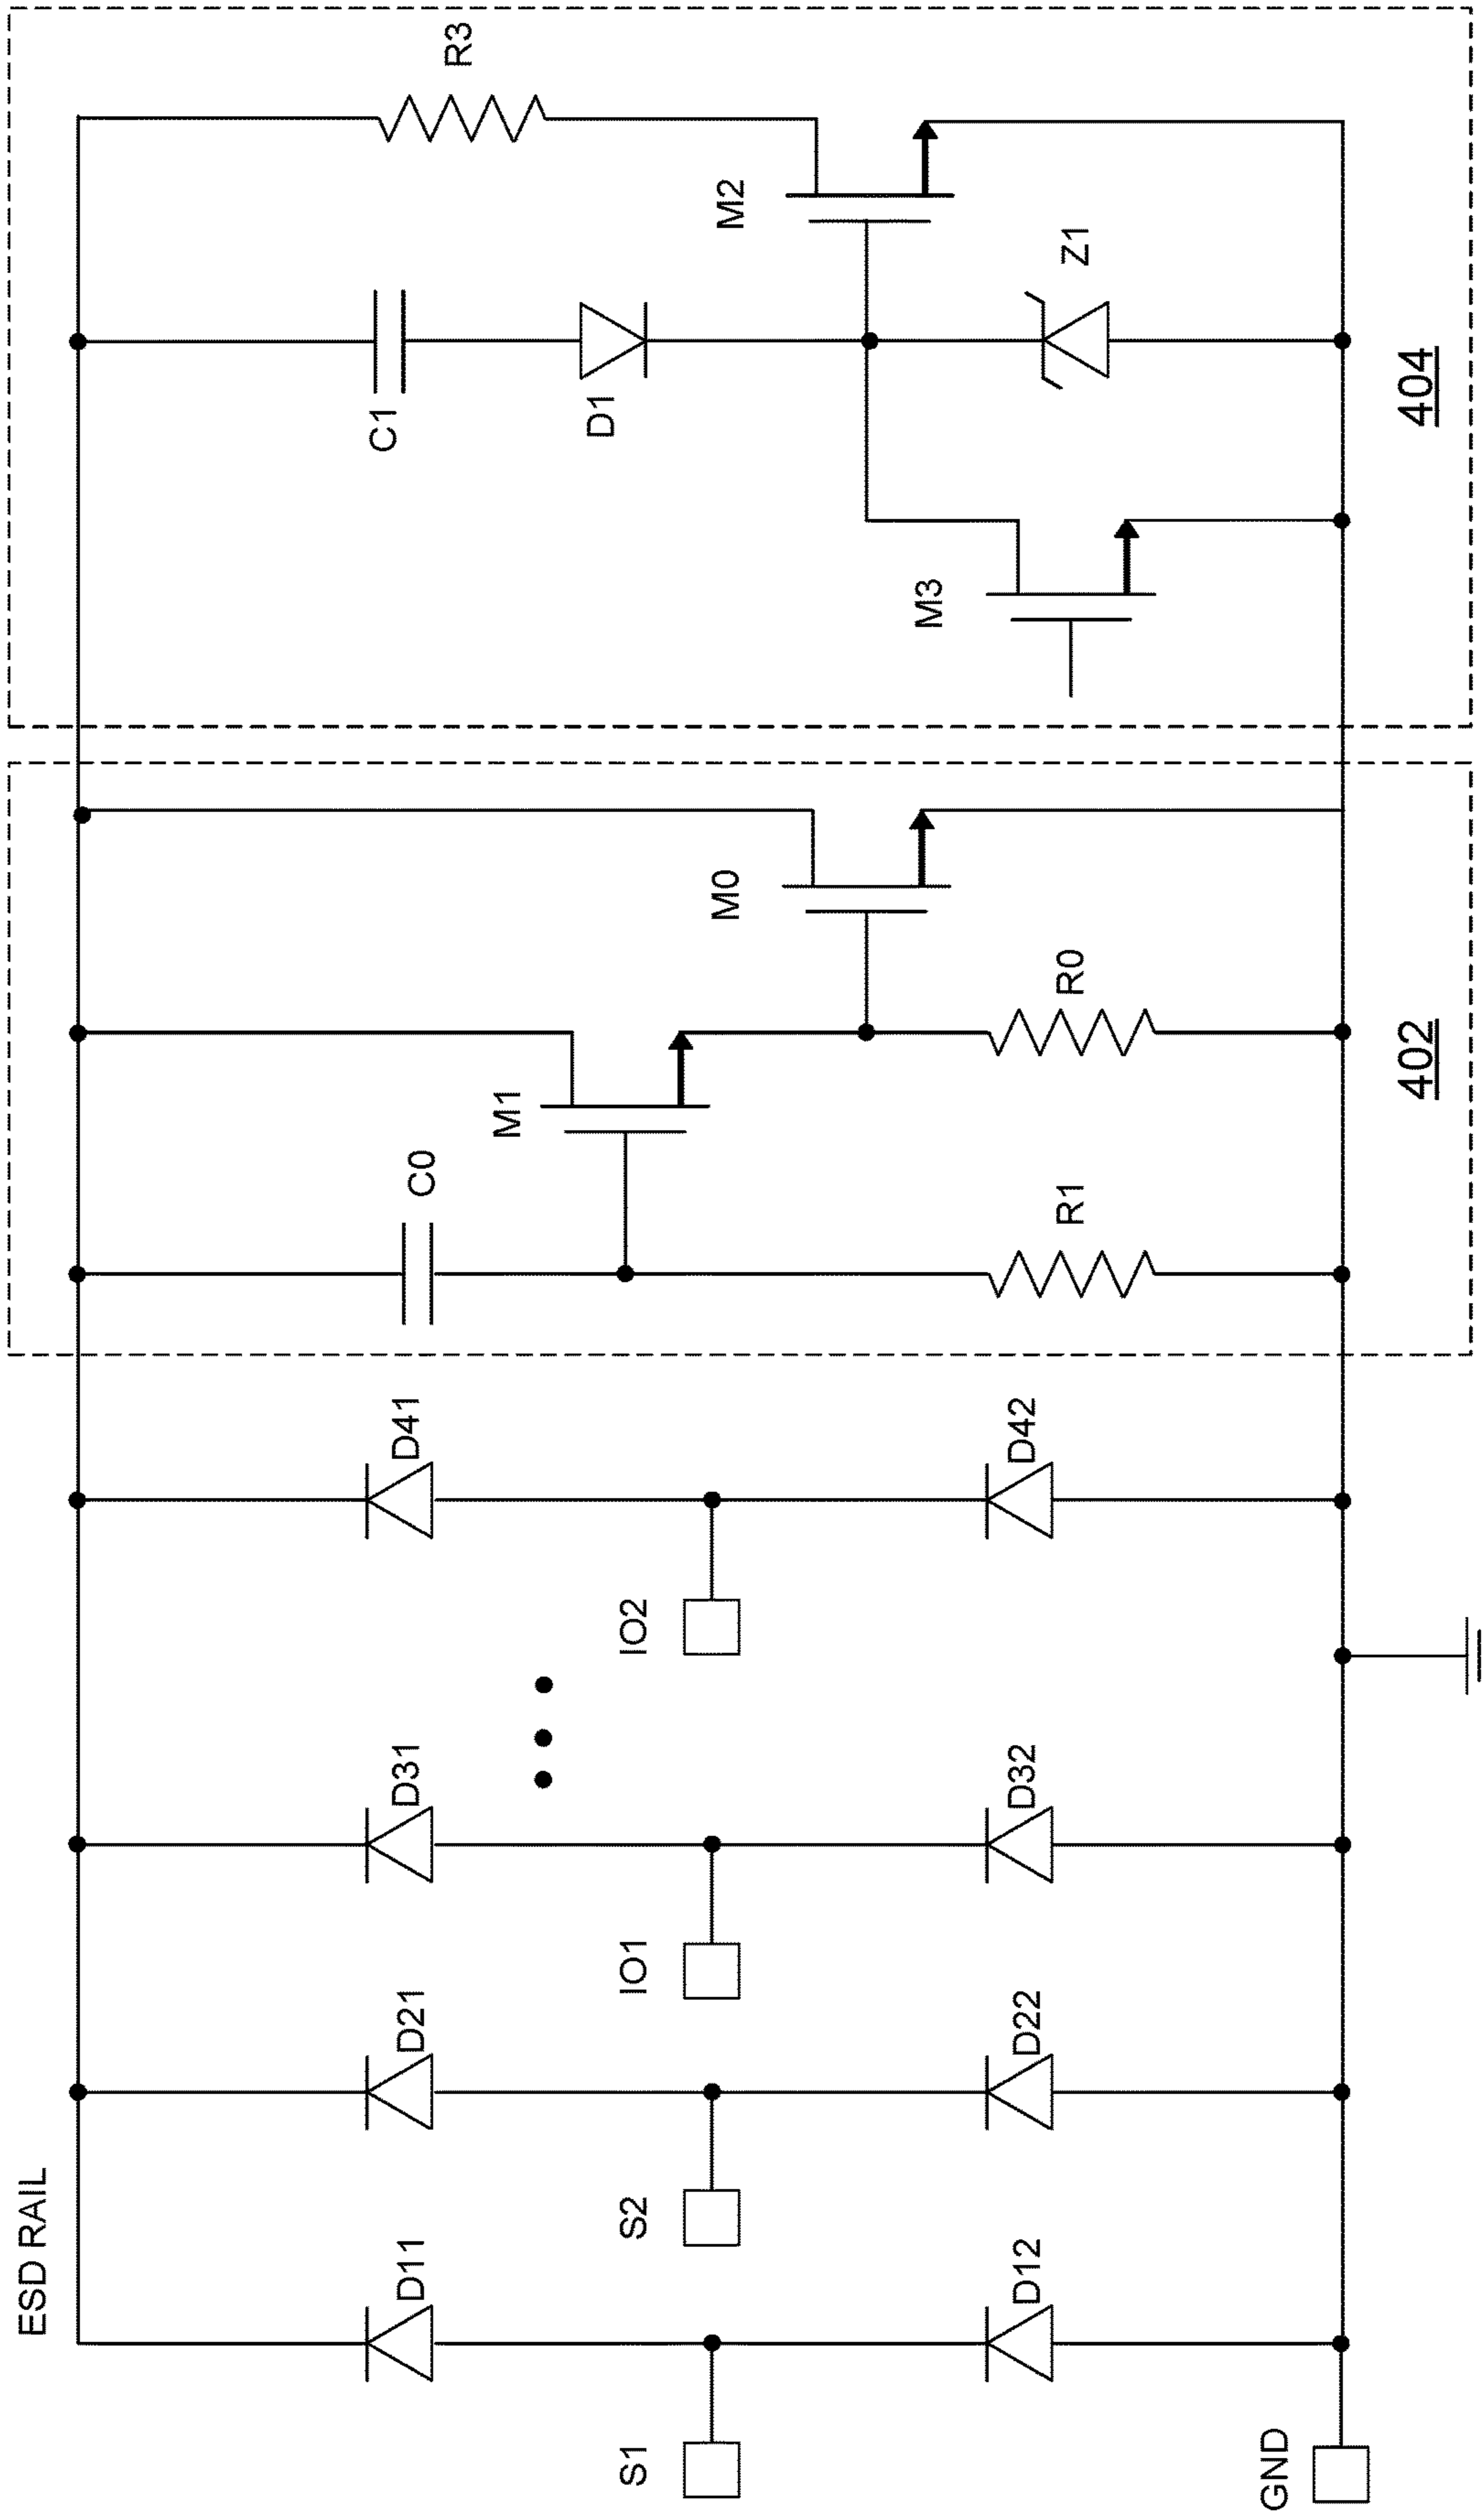 ESD RAIL
D11
D21
D31
D41
C0
M1
M0
C1
D1
M2
R3
S1
S2
IO1
IO2
D12
D22
D32
D42
R1
R0
M3
Z1
GND
402
404